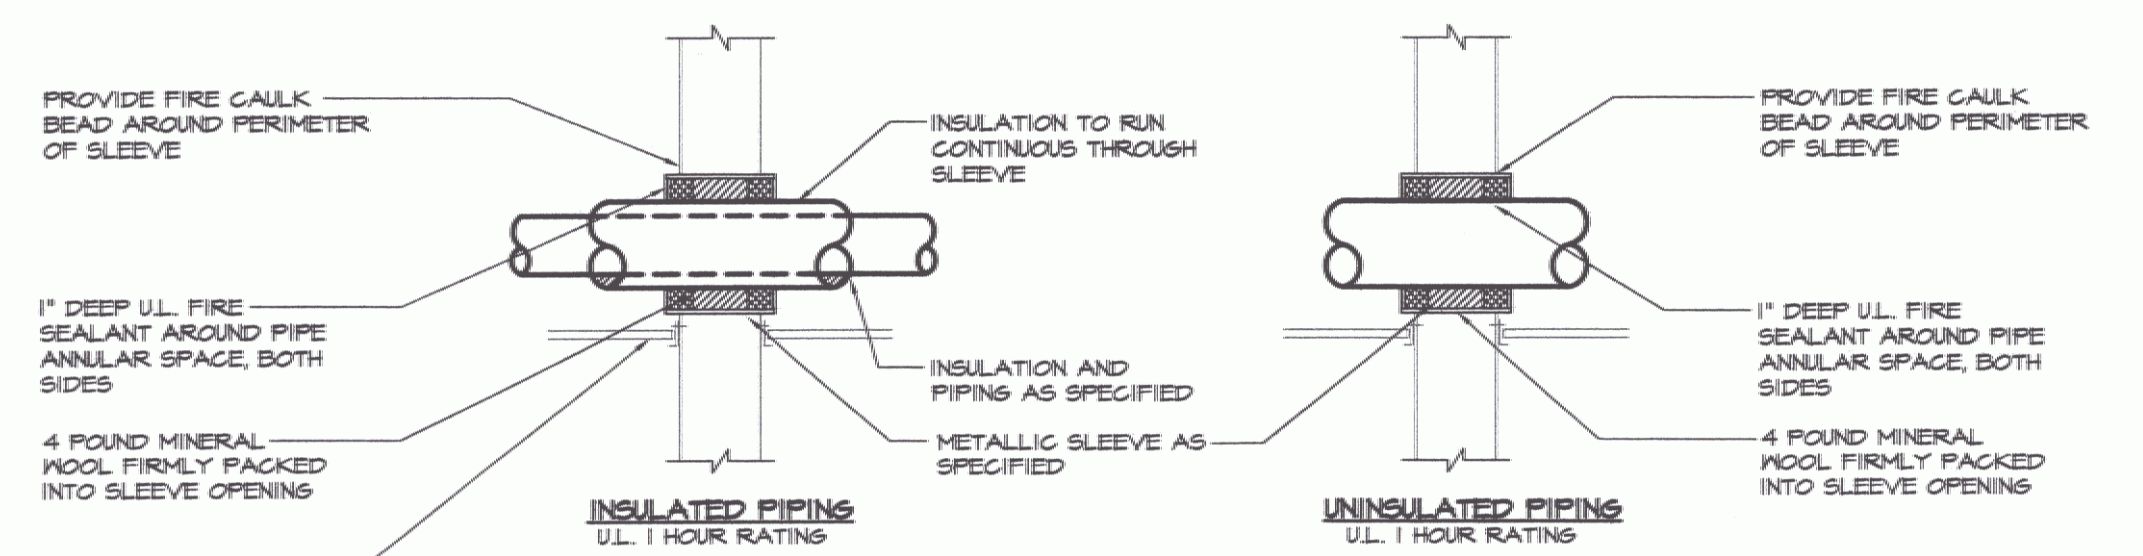 PROVIDE FIRE CAULK
BEAD AROUND PERIMETER
OF SLEEVE
1" DEEP U.L. FIRE
SEALANT AROUND PIPE
ANNULAR SPACE, BOTH
SIDES
4 POUND MINERAL
WOOL FIRMLY PACKED
INTO SLEEVE OPENING
INSULATION TO RUN
CONTINUOUS THROUGH
SLEEVE
INSULATION AND
PIPING AS SPECIFIED
METALLIC SLEEVE AS
SPECIFIED
INSULATED PIPING
U.L. 1 HOUR RATING
PROVIDE FIRE CAULK
BEAD AROUND PERIMETER
OF SLEEVE
1" DEEP U.L. FIRE
SEALANT AROUND PIPE
ANNULAR SPACE, BOTH
SIDES
4 POUND MINERAL
WOOL FIRMLY PACKED
INTO SLEEVE OPENING
UNINSULATED PIPING
U.L. 1 HOUR RATING